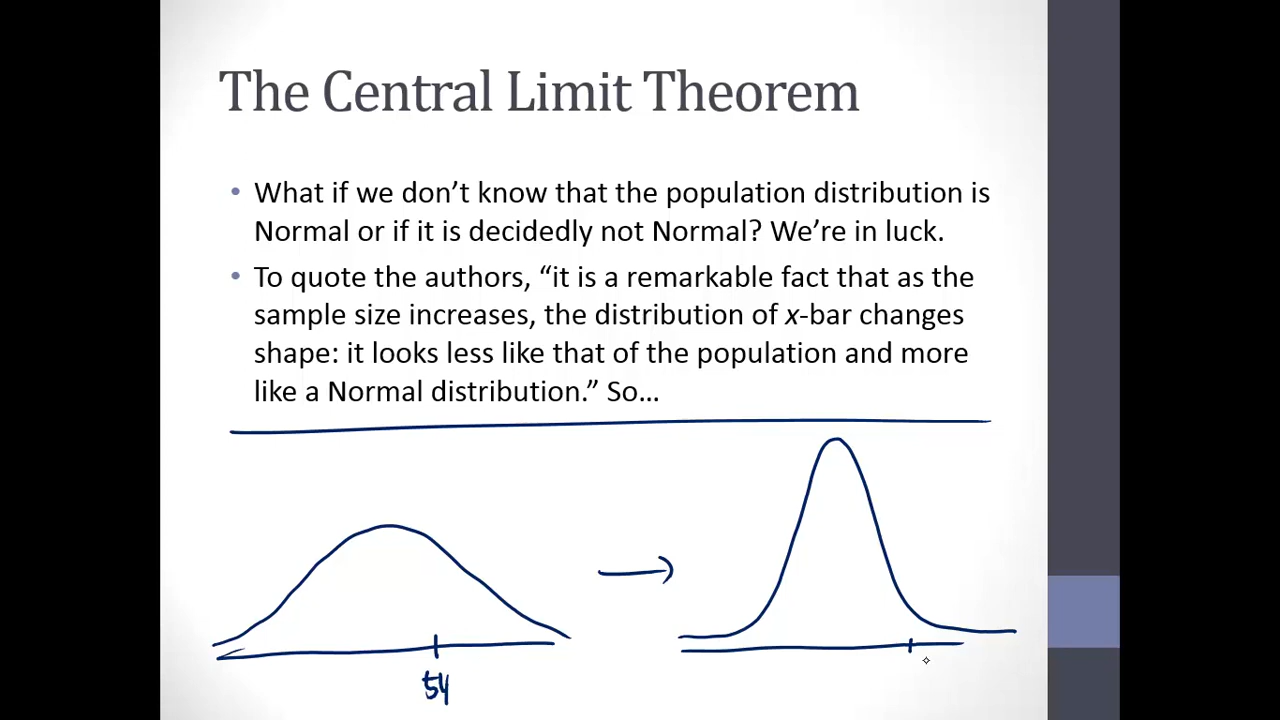 The Central Limit Theorem
• What if we don’t know that the population distribution is
Normal or if it is decidedly not Normal? We’re in luck.
• To quote the authors, “it is a remarkable fact that as the
sample size increases, the distribution of x-bar changes
shape: it looks less like that of the population and more
like a Normal distribution.” So…
54